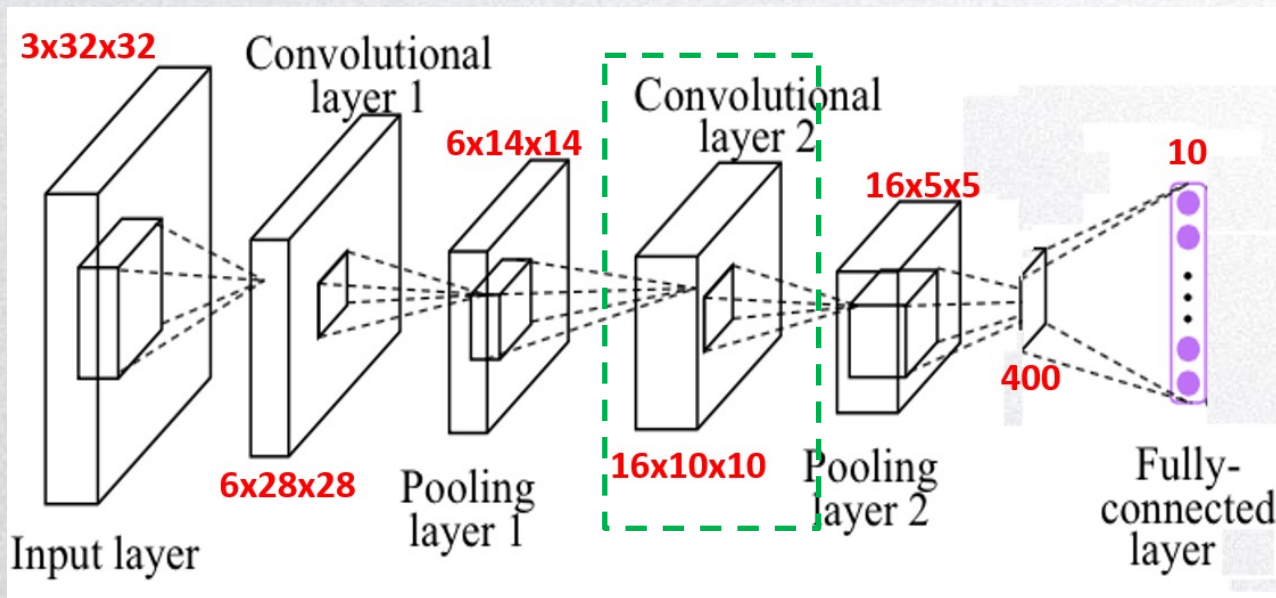 3x32x32
Convolutional
layer 1
6x14x14
Convolutional
layer 2
16x5x5
10
6x28x28
Pooling
layer 1
16x10x10
Pooling
layer 2
400
Fully-
connected
layer
Input layer